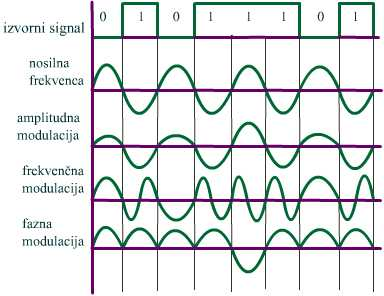 0 1 0 1 1 1 0 1
izvorni signal
nosilna
frekvenca
amplitudna
modulacija
frekvenčna
modulacija
fazna
modulacija